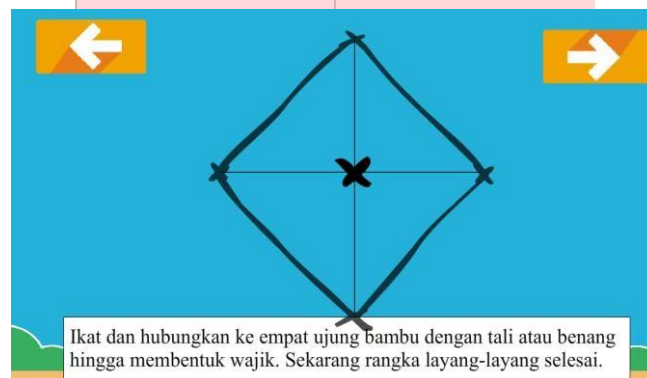 Ikat dan hubungkan ke empat ujung bambu dengan tali atau benang
hingga membentuk wajik. Sekarang rangka layang-layang selesai.